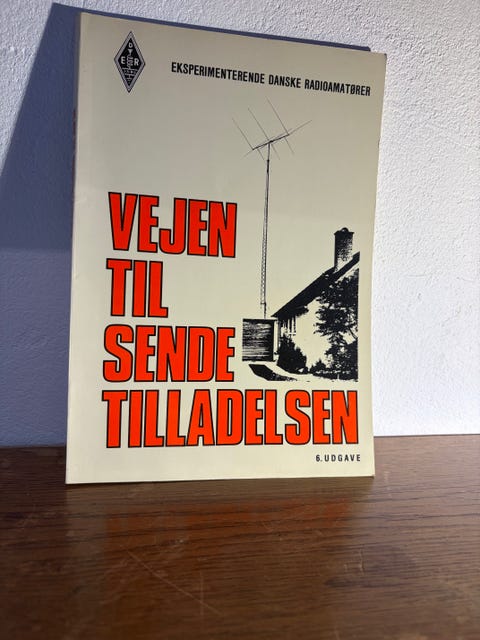 EKSPERIMENTERENDE DANSKE RADIOAMATØRER
VEJEN
TIL
SENDE
TILLADELSEN
6. UDGAVE